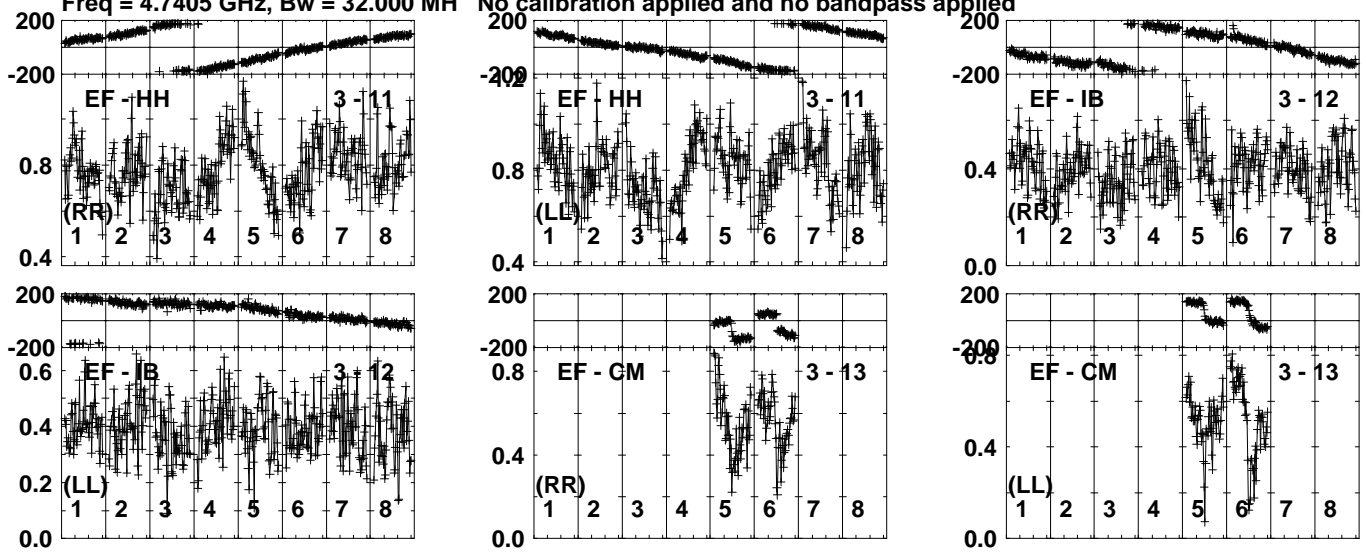 Freq = 4.7405 GHz, Bw = 32.000 MH No calibration applied and no bandpass applied
200 200 200
-200 -200 -200
1.2
EF - HH 3 - 11 EF - HH 3 - 11 EF - IB 3 - 12
0.8 0.8 0.4
(RR) (LL) (RR)
1 2 3 4 5 6 7 8 1 2 3 4 5 6 7 8 1 2 3 4 5 6 7 8
0.4 0.4 0.0
200 200 200
-200 -200 -200
0.8
EF - IB 3 - 12 EF - CM 3 - 13 EF - CM 3 - 13
0.6 0.8
0.4 0.4 0.4
0.2
(LL) (RR) (LL)
1 2 3 4 5 6 7 8 1 2 3 4 5 6 7 8 1 2 3 4 5 6 7 8
0.0 0.0 0.0